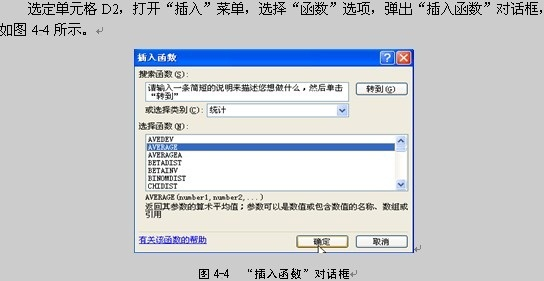 选定单元格 D2，打开“插入”菜单，选择“函数”选项，弹出“插入函数”对话框，
如图 4-4 所示。
插入函数
搜索函数(S):
请输入一条简短的说明来描述您想做什么，然后单击
“转到”
转到(G)
或选择类别(C):
统计
选择函数(N):
AVEDEV
AVERAGE
AVERAGEA
BETADIST
BETAINV
BINOMDIST
CHIDIST
AVERAGE(number1,number2,...)
返回其参数的算术平均值；参数可以是数值或包含数值的名称、数组或
引用
有关该函数的帮助
确定
取消
图 4-4 “插入函数”对话框